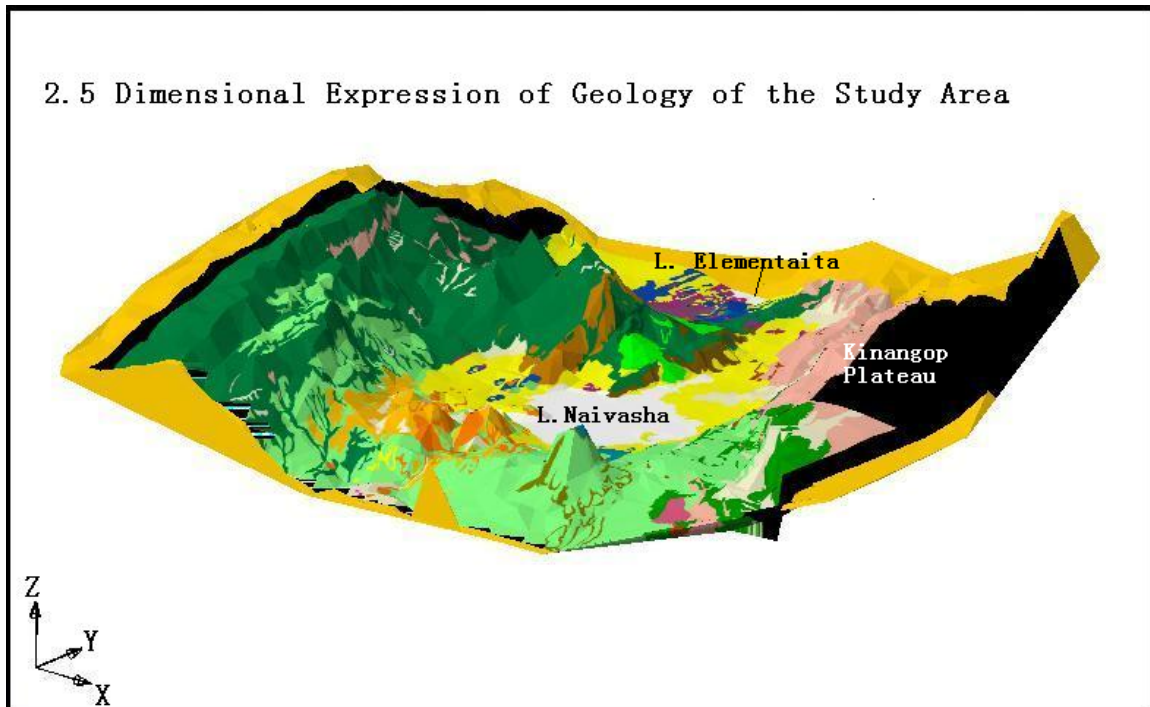 2.5 Dimensional Expression of Geology of the Study Area
L. Elementaita
Kinangop
Plateau
L.Naivasha
Z
Y
X